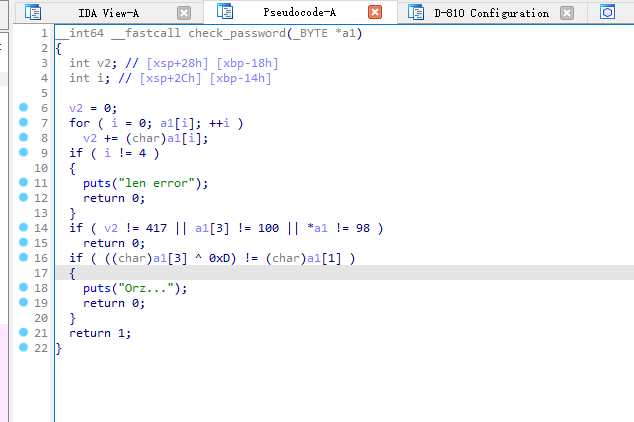 IDA View-A Pseudocode-A D-810 Configuration
1 __int64 __fastcall check_password(_BYTE *a1)
2 {
3 int v2; // [xsp+28h] [xbp-18h]
4 int i; // [xsp+2Ch] [xbp-14h]
5
6 v2 = 0;
7 for ( i = 0; a1[i]; ++i )
8 v2 += (char)a1[i];
9 if ( i != 4 )
10 {
11 puts("len error");
12 return 0;
13 }
14 if ( v2 != 417 || a1[3] != 100 || *a1 != 98 )
15 return 0;
16 if ( ((char)a1[3] ^ 0xD) != (char)a1[1] )
17 {
18 puts("Orz...");
19 return 0;
20 }
21 return 1;
22 }